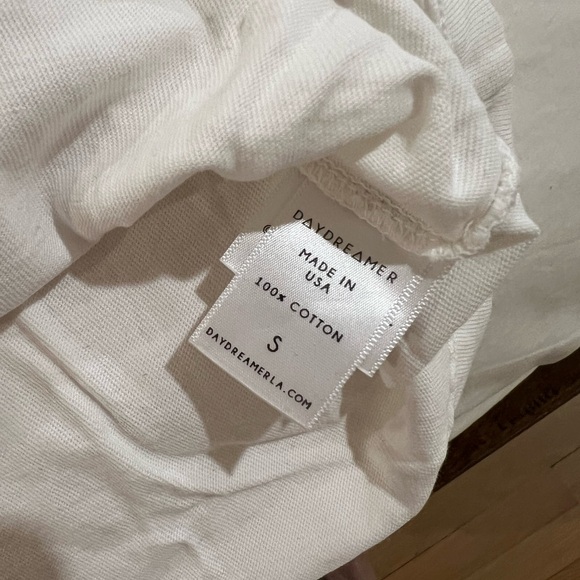 DAYDREAMER
MADE IN
USA
100% COTTON
S
DAYDREAMERLA.COM